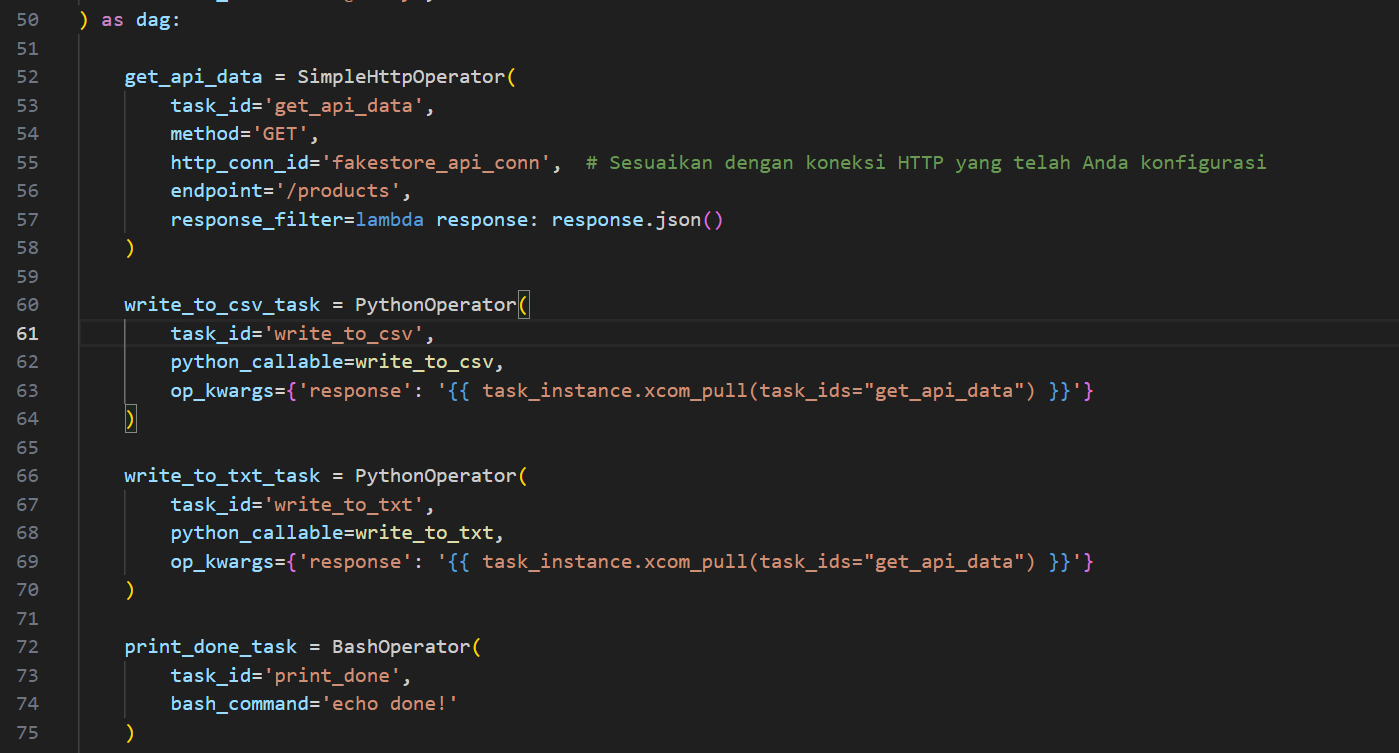 50 ) as dag:
51
52 get_api_data = SimpleHttpOperator(
53 task_id='get_api_data',
54 method='GET',
55 http_conn_id='fakestore_api_conn',  # Sesuaikan dengan koneksi HTTP yang telah Anda konfigurasi
56 endpoint='/products',
57 response_filter=lambda response: response.json()
58 )
59
60 write_to_csv_task = PythonOperator(
61 task_id='write_to_csv',
62 python_callable=write_to_csv,
63 op_kwargs={'response': '{{ task_instance.xcom_pull(task_ids="get_api_data") }}'}
64 )
65
66 write_to_txt_task = PythonOperator(
67 task_id='write_to_txt',
68 python_callable=write_to_txt,
69 op_kwargs={'response': '{{ task_instance.xcom_pull(task_ids="get_api_data") }}'}
70 )
71
72 print_done_task = BashOperator(
73 task_id='print_done',
74 bash_command='echo done!'
75 )